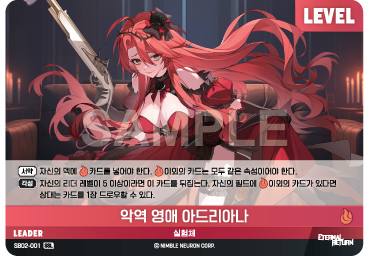 LEVEL
SAMPLE
서약 자신의 덱에 카드를 넣어야 한다. 이외의 카드는 모두 같은 속성이어야 한다.
각성 자신의 리더 레벨이 5 이상이라면 이 카드를 뒤집는다. 자신의 필드에 이외의 카드가 있다면
상대는 카드를 1장 드로우할 수 있다.
악역 영애 아드리아나
LEADER
실험체
SB02-001
© NIMBLE NEURON CORP.
ETERNAL
RETURN